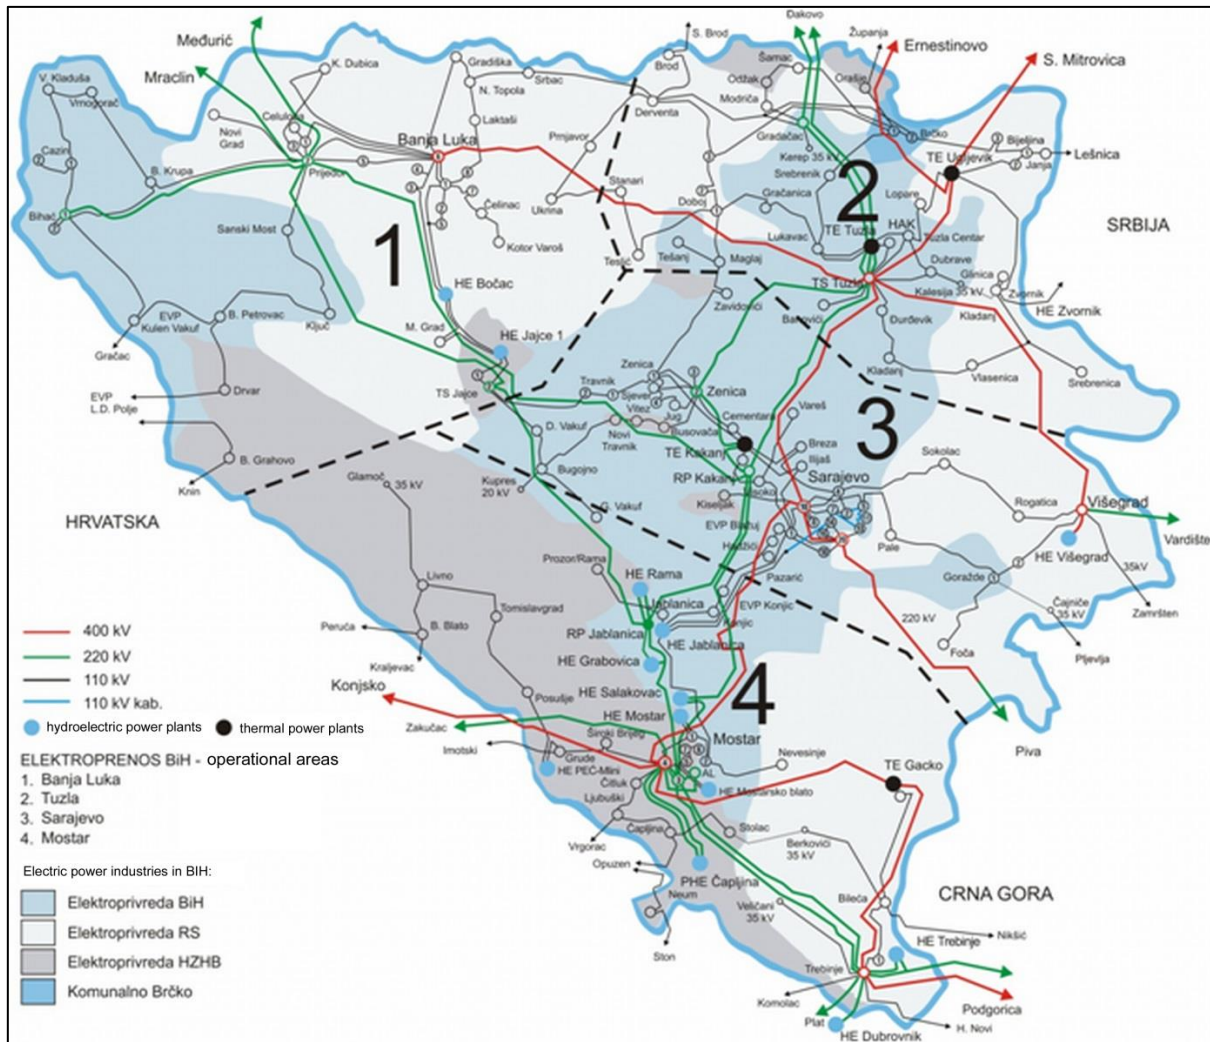 Đakovo
Međurić
S. Brod
Županja
Ernestinovo
Mraclin
K. Dubica
Gradiška
Brod
Šamac
Orašje
S. Mitrovica
V. Kladuša
Vrnogorač
N. Topola
Srbac
Odžak
Modriča
Derventa
Novi
Grad
Celuloza
Laktaši
Banja Luka
Prnjavor
Gradačac
Brčko
Bijeljina
Lešnica
Cazin
B. Krupa
Prijedor
Kerep 35 kV
TE Ugljevik
Janja
Srebrenik
Stanari
Ukrina
Doboj
Gračanica
2
Lopare
Bihać
Čelinac
Kotor Varoš
Sanski Most
1
TE Tuzla
HAK
SRBIJA
Lukavac
Tuzla Centar
Teslić
Tešanj
Maglaj
Dubrave
TS Tuzla
Glinica
Kalesija 35 kV
Zvornik
HE Bočac
Zavidovići
Banovići
Đurđevik
Kladanj
HE Zvornik
EVP
Kulen Vakuf
B. Petrovac
Ključ
M. Grad
HE Jajce 1
Gračac
Kladanj
Vlasenica
Srebrenica
Zenica
Drvar
EVP
L.D. Polje
TS Jajce
Travnik
Sjever
Zenica
Vitez
Jug
Cementara
Vareš
3
D. Vakuf
Novi
Travnik
Busovača
TE Kakanj
Breza
Ilijaš
Sokolac
B. Grahovo
Knin
Glamoč
35 kV
Bugojno
Kupres
20 kV
RP Kakanj
Visoko
Sarajevo
Kiseljak
Rogatica
Višegrad
HRVATSKA
G. Vakuf
EVP Blažuj
Hadžići
Pale
Vardište
HE Višegrad
Prozor/Rama
Pazarić
Goražde
35kV
HE Rama
Livno
Tomislavgrad
Jablanica
EVP Konjic
Konjic
Čajniče
35 kV
Zamršten
220 kV
Peruča
B. Blato
RP Jablanica
HE Jablanica
Foča
Pljevlja
Kraljevac
HE Grabovica
4
Konjsko
Posušje
HE Salakovac
HE Mostar
Zakučac
Široki Brijeg
Mostar
Piva
Imotski
Grude
Nevesinje
TE Gacko
HE PEĆ-Mlini
Čitluk
AL
HE Mostarsko blato
Ljubuški
Čapljina
Stolac
Berkovići
35 kV
Vrgorac
Opuzen
PHE Čapljina
Bileća
CRNA GORA
Neum
Veličani
35 kV
Nikšić
Ston
HE Trebinje
Trebinje
Komolac
Podgorica
Plat
H. Novi
HE Dubrovnik
400 kV
220 kV
110 kV
110 kV kab.
hydroelectric power plants thermal power plants
ELEKTROPRENOS BiH - operational areas
1. Banja Luka
2. Tuzla
3. Sarajevo
4. Mostar
Electric power industries in BIH:
Elektroprivreda BiH
Elektroprivreda RS
Elektroprivreda HZHB
Komunalno Brčko